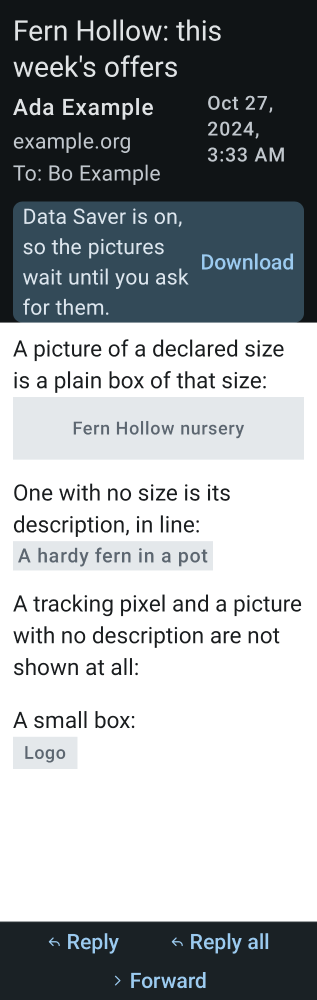 Fern Hollow: this
week's offers
Ada Example
example.org
To: Bo Example
Oct 27,
2024,
3:33 AM
Data Saver is on,
so the pictures
wait until you ask
for them.
Download
A picture of a declared size
is a plain box of that size:
Fern Hollow nursery
One with no size is its
description, in line:
A hardy fern in a pot
A tracking pixel and a picture
with no description are not
shown at all:
A small box:
Logo
Reply
Reply all
Forward